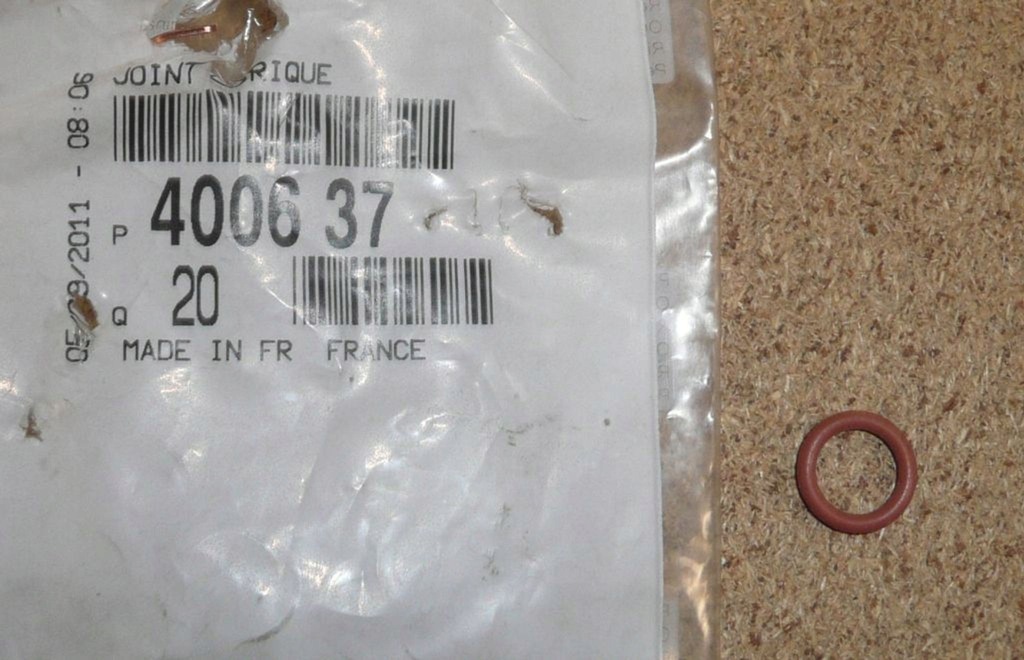 JOINT
P 4006 37
Q 20
MADE IN FR FRANCE
/2011 - 08:06